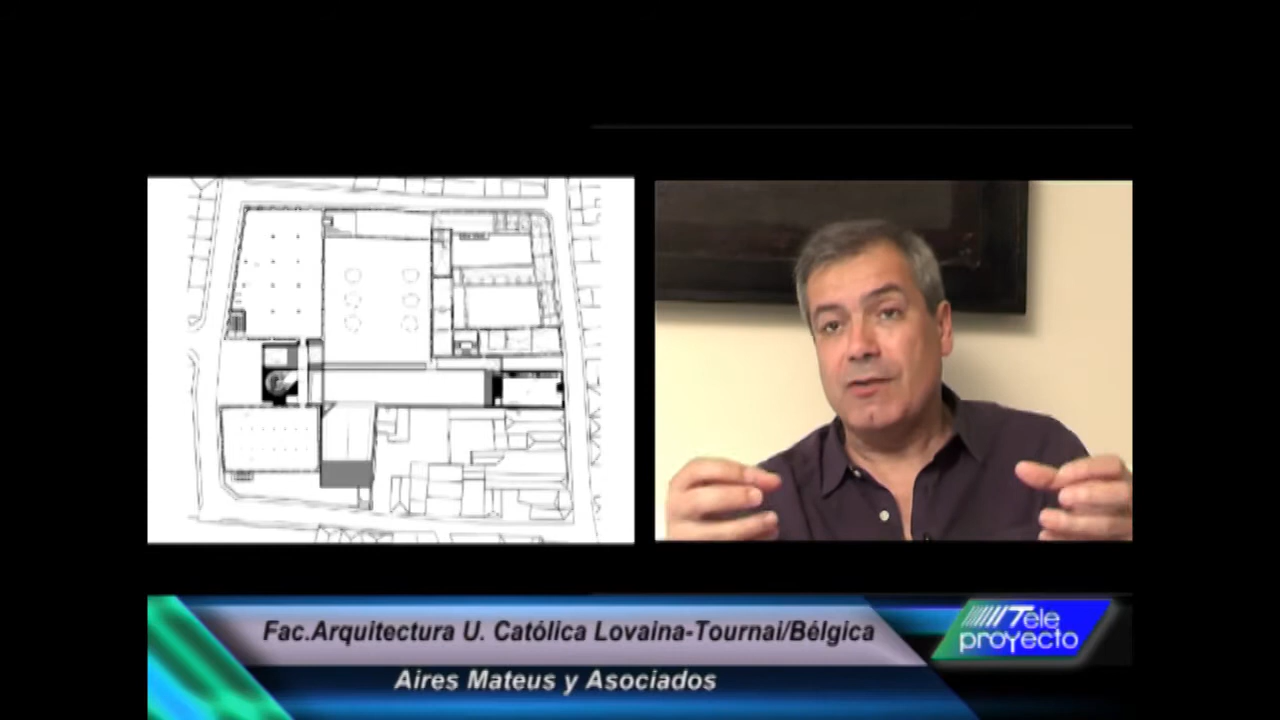 Fac.Arquitectura U. Católica Lovaina-Tournai/Bélgica
Tele
proyecto
Aires Mateus y Asociados